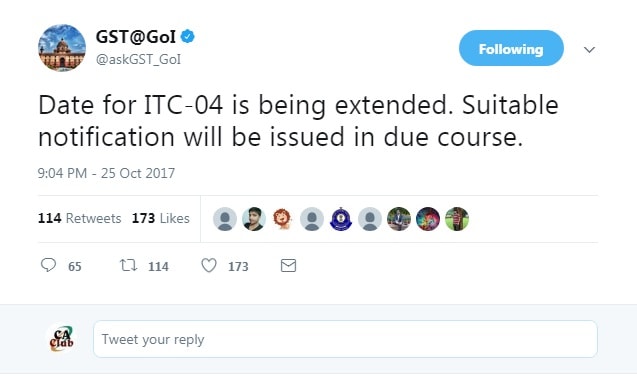 GST@GoI
Following
@askGST_GoI
Date for ITC-04 is being extended. Suitable
notification will be issued in due course.
9:04 PM - 25 Oct 2017
114 Retweets 173 Likes
65 114 173
CA Club
Tweet your reply